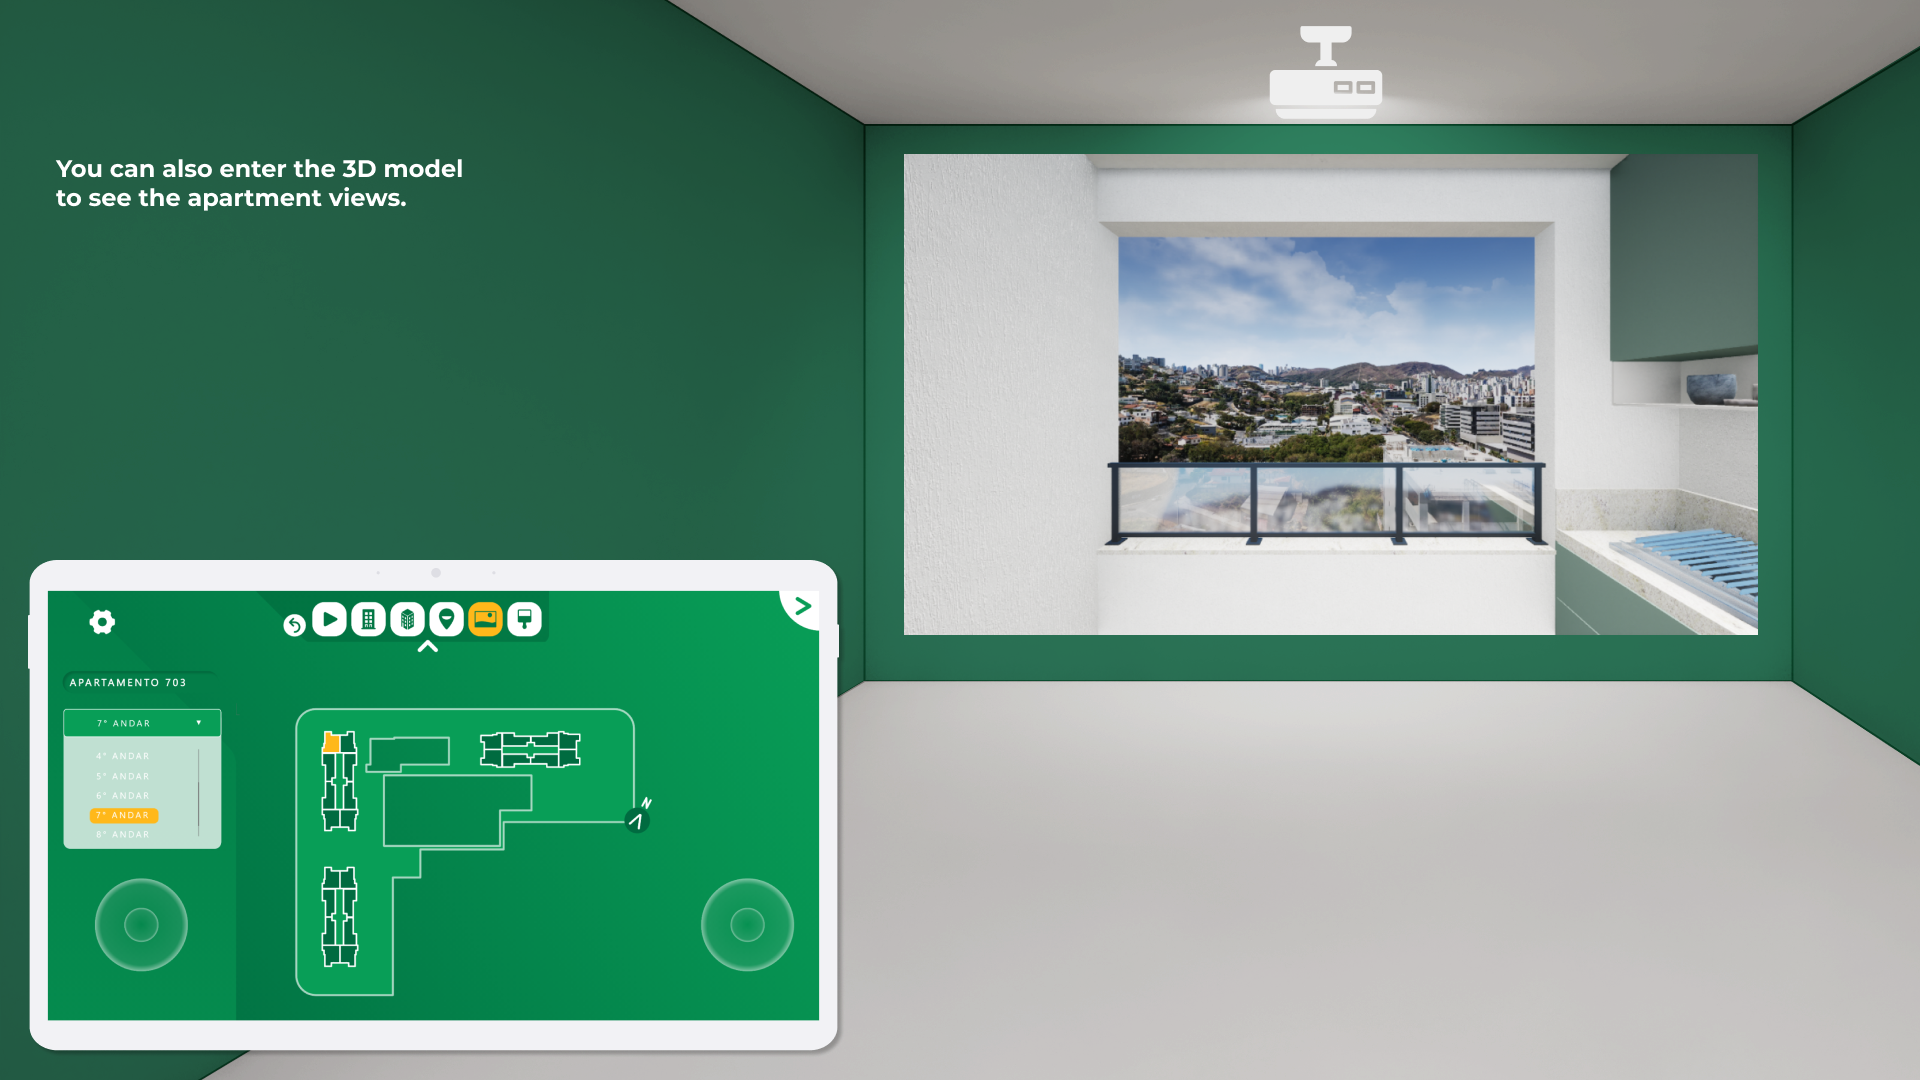 You can also enter the 3D model
to see the apartment views.
APARTAMENTO 703
7° ANDAR
4° ANDAR
5° ANDAR
6° ANDAR
7° ANDAR
8° ANDAR
N